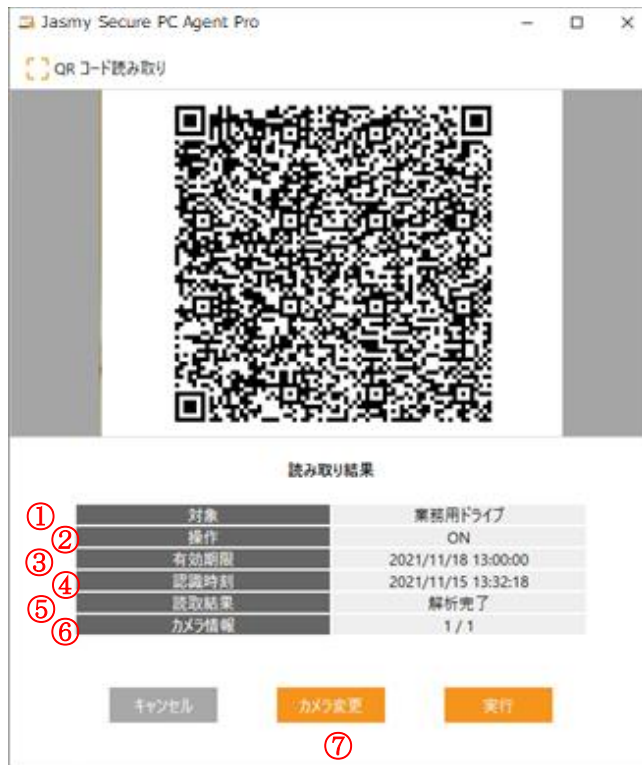 Jasmy Secure PC Agent Pro
QR コード読み取り
読み取り結果
① 対象 業務用ドライブ
② 操作 ON
③ 有効期限 2021/11/18 13:00:00
④ 認識時刻 2021/11/15 13:32:18
⑤ 読取結果 解析完了
⑥ カメラ情報 1 / 1
キャンセル カメラ変更 実行
⑦